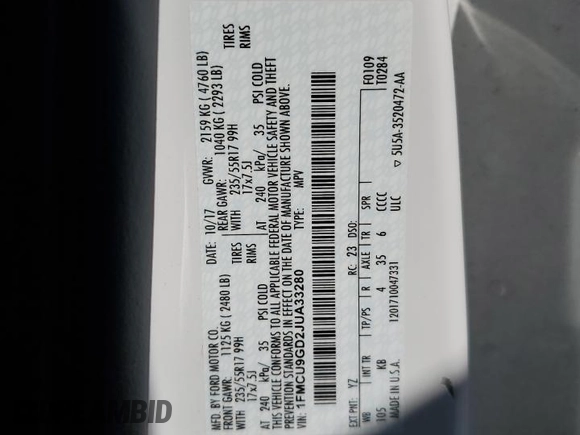 MFD. BY FORD MOTOR CO.
DATE: 10/17 GVWR: 2159 KG ( 4760 LB)
FRONT GAWR: 1125 KG ( 2480 LB) REAR GAWR: 1040 KG ( 2293 LB)
WITH 235/55R17 99H TIRES WITH 235/55R17 99H TIRES
17x7.5J RIMS 17x7.5J RIMS
AT 240 kPa/ 35 PSI COLD AT 240 kPa/ 35 PSI COLD
THIS VEHICLE CONFORMS TO ALL APPLICABLE FEDERAL MOTOR VEHICLE SAFETY AND THEFT
PREVENTION STANDARDS IN EFFECT ON THE DATE OF MANUFACTURE SHOWN ABOVE.
VIN: 1FMCU9GD2JUA33280
TYPE: MPV
F0109
T0284
EXT PNT: YZ RC: 23 DSO:
WB INT TR TP/PS R AXLE TR SPR
105 KB 4 35 6 CCCC
MADE IN U.S.A. 1201710047331 ULC
▽ 5U5A-3520472-AA